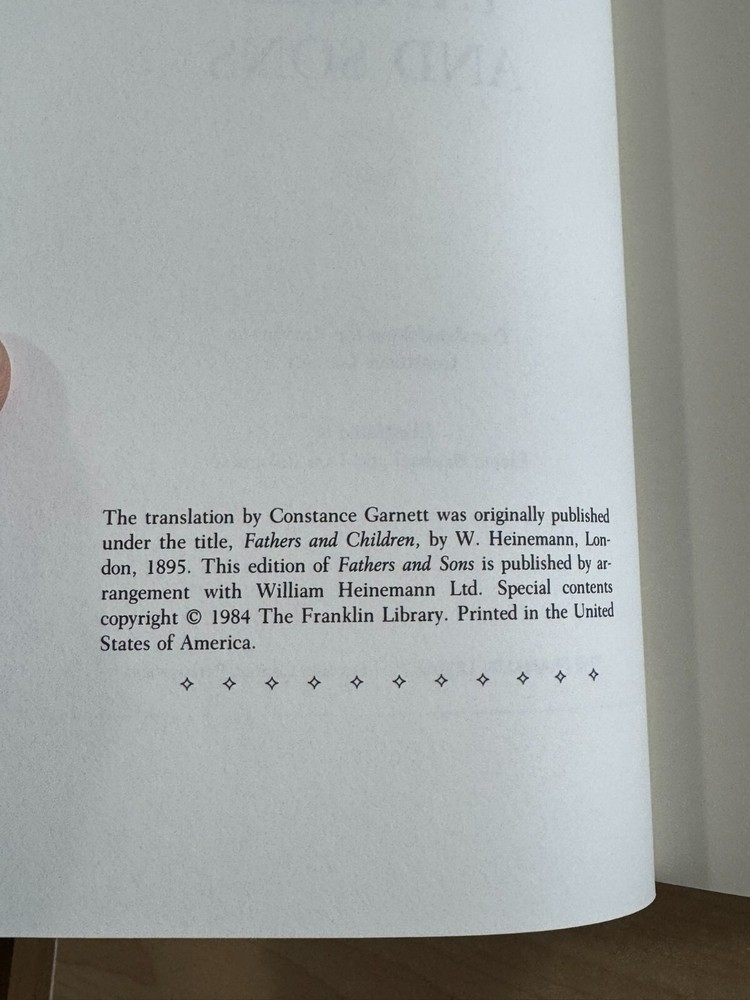 AND SONS
The translation by Constance Garnett was originally published
under the title, Fathers and Children, by W. Heinemann, Lon-
don, 1895. This edition of Fathers and Sons is published by ar-
rangement with William Heinemann Ltd. Special contents
copyright © 1984 The Franklin Library. Printed in the United
States of America.